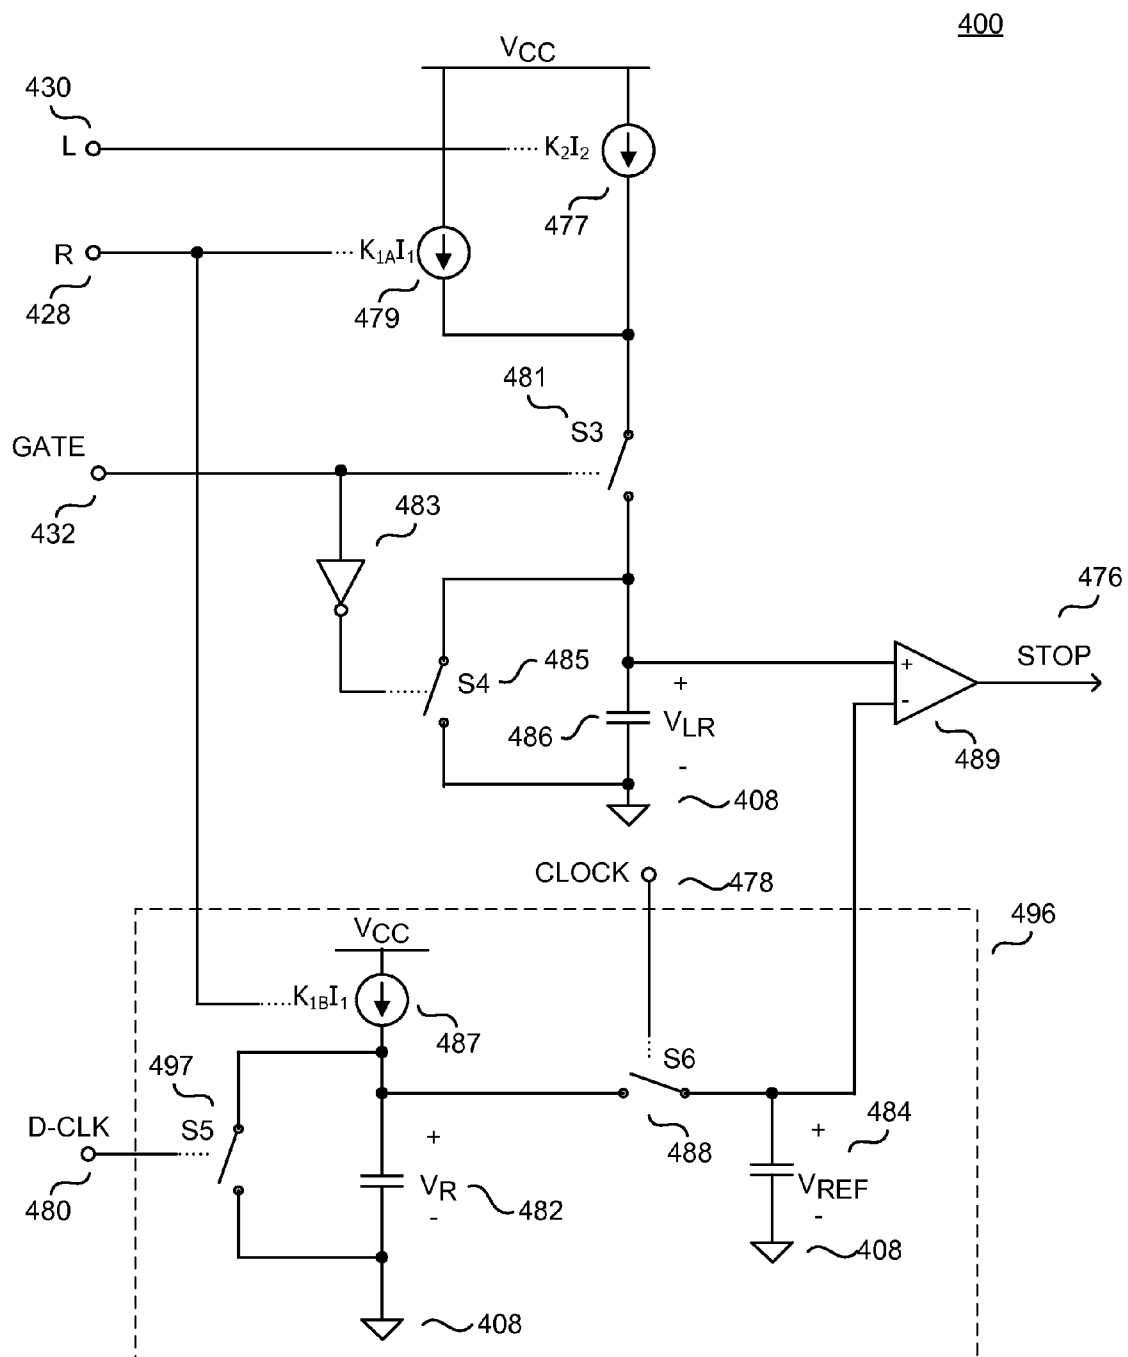 400
VCC
430
L
K2I2
477
R
K1AI1
428
479
481
S3
GATE
432
483
476
STOP
S4
485
+
-
489
486
+
VLR
-
408
CLOCK
478
496
VCC
K1BI1
487
497
S6
D-CLK
S5
488
484
480
+
VR
-
482
+
VREF
-
408
408